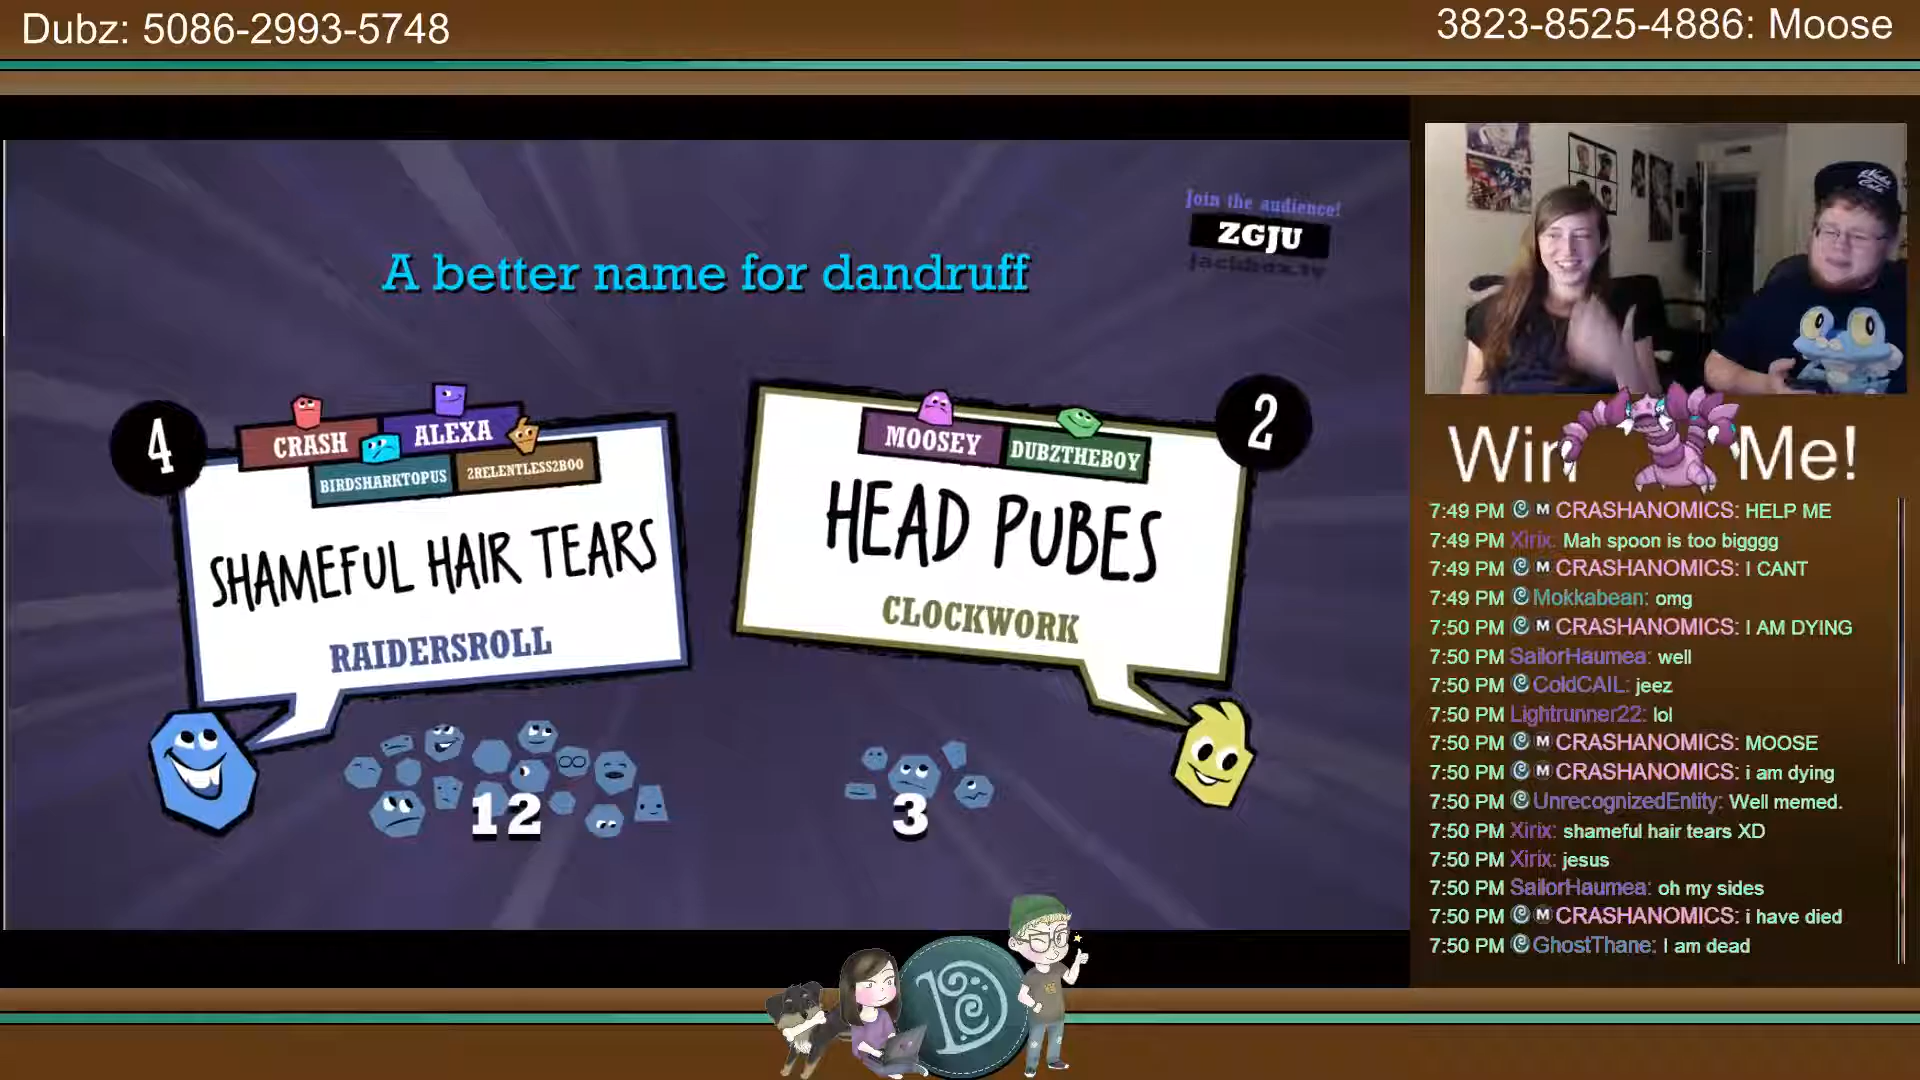 Dubz: 5086-2993-5748
3823-8525-4886: Moose
Join the audience!
ZGJU
jackbox.tv
A better name for dandruff
4
CRASH
ALEXA
BIRDSHARKTOPUS
2RELENTLESS2BOO
SHAMEFUL HAIR TEARS
RAIDERSROLL
12
2
MOOSEY
DUBZTHEBOY
HEAD PUBES
CLOCKWORK
3
Win Me!
7:49 PM M CRASHANOMICS: HELP ME
7:49 PM Xirix: Mah spoon is too bigggg
7:49 PM M CRASHANOMICS: I CANT
7:49 PM Mokkabean: omg
7:50 PM M CRASHANOMICS: I AM DYING
7:50 PM SailorHaumea: well
7:50 PM ColdCAIL: jeez
7:50 PM Lightrunner22: lol
7:50 PM M CRASHANOMICS: MOOSE
7:50 PM M CRASHANOMICS: i am dying
7:50 PM UnrecognizedEntity: Well memed.
7:50 PM Xirix: shameful hair tears XD
7:50 PM Xirix: jesus
7:50 PM SailorHaumea: oh my sides
7:50 PM M CRASHANOMICS: i have died
7:50 PM GhostThane: I am dead